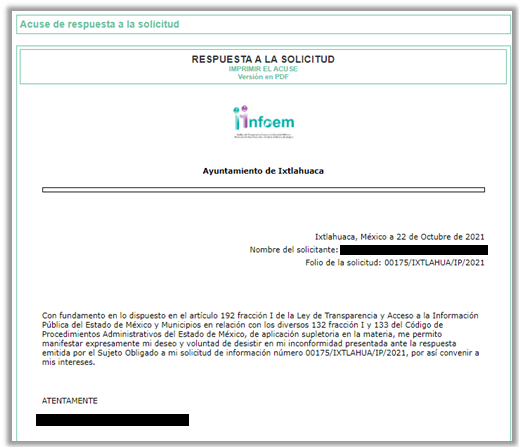 Acuse de respuesta a la solicitud
RESPUESTA A LA SOLICITUD
IMPRIMIR EL ACUSE
Versión en PDF
infoem
Ayuntamiento de Ixtlahuaca
Ixtlahuaca, México a 22 de Octubre de 2021
Nombre del solicitante:
Folio de la solicitud: 00175/IXTLAHUA/IP/2021
Con fundamento en lo dispuesto en el artículo 192 fracción I de la Ley de Transparencia y Acceso a la Información
Pública del Estado de México y Municipios en relación con los diversos 132 fracción I y 133 del Código de
Procedimientos Administrativos del Estado de México, de aplicación supletoria en la materia, me permito
manifestar expresamente mi deseo y voluntad de desistir en mi inconformidad presentada ante la respuesta
emitida por el Sujeto Obligado a mi solicitud de información número 00175/IXTLAHUA/IP/2021, por así convenir a
mis intereses.
ATENTAMENTE